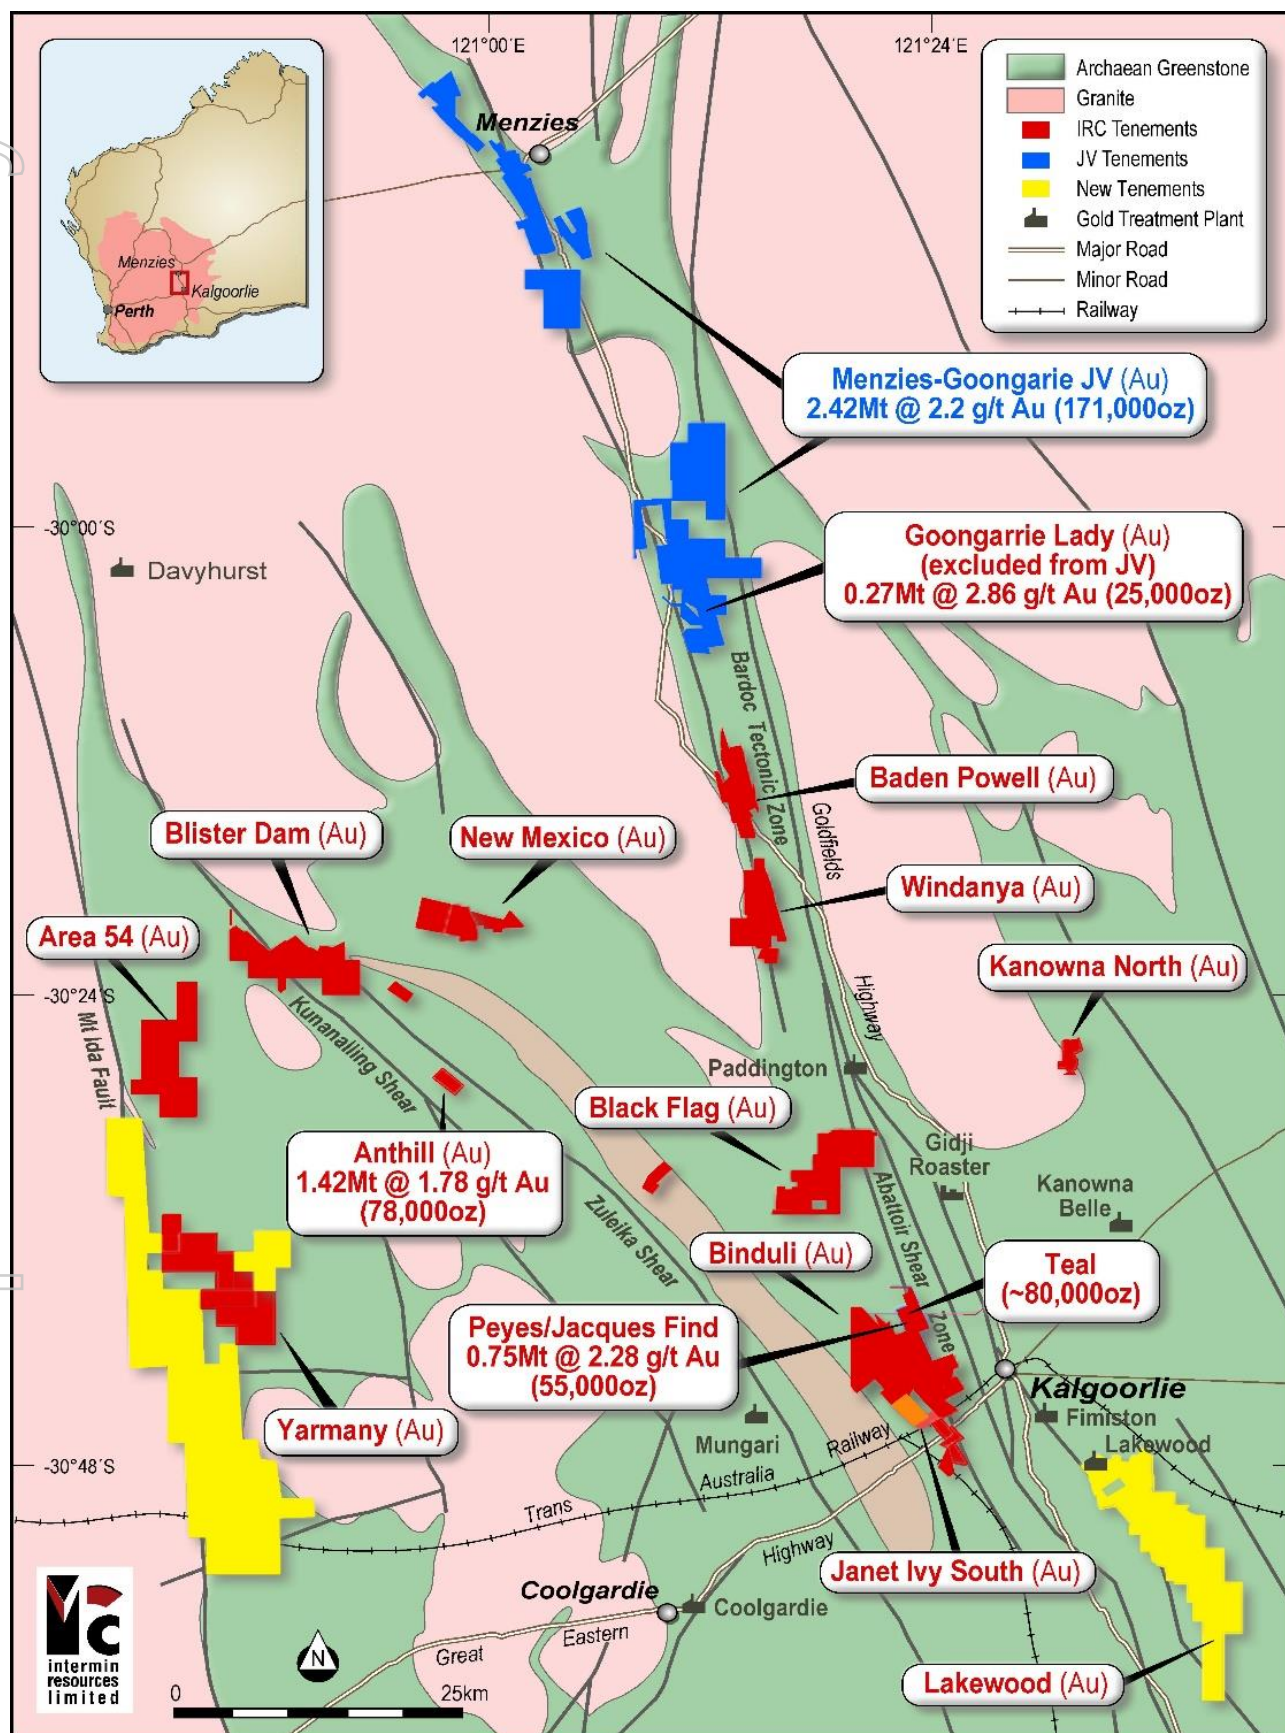 121°00´E
121°24´E
Archaean Greenstone
Granite
IRC Tenements
JV Tenements
New Tenements
Gold Treatment Plant
Major Road
Minor Road
Railway
Menzies
Menzies
Kalgoorlie
Perth
Menzies-Goongarie JV (Au)
2.42Mt @ 2.2 g/t Au (171,000oz)
-30°00´S
Goongarrie Lady (Au)
(excluded from JV)
0.27Mt @ 2.86 g/t Au (25,000oz)
Davyhurst
Bardoc Tectonic Zone
Baden Powell (Au)
Goldfields
Highway
Blister Dam (Au)
New Mexico (Au)
Windanya (Au)
Area 54 (Au)
Kanowna North (Au)
-30°24´S
Mt Ida Fault
Kunanalling Shear
Paddington
Black Flag (Au)
Anthill (Au)
1.42Mt @ 1.78 g/t Au
(78,000oz)
Gidji
Roaster
Kanowna
Belle
Abattoir Shear Zone
Zuleika Shear
Binduli (Au)
Teal
(~80,000oz)
Peyes/Jacques Find
0.75Mt @ 2.28 g/t Au
(55,000oz)
Kalgoorlie
Yarmany (Au)
Mungari
Fimiston
Lakewood
-30°48´S
Trans
Australia
Railway
Highway
Janet Ivy South (Au)
Coolgardie
Coolgardie
Great
Eastern
Lakewood (Au)
intermin
resources
limited
N
0
25km